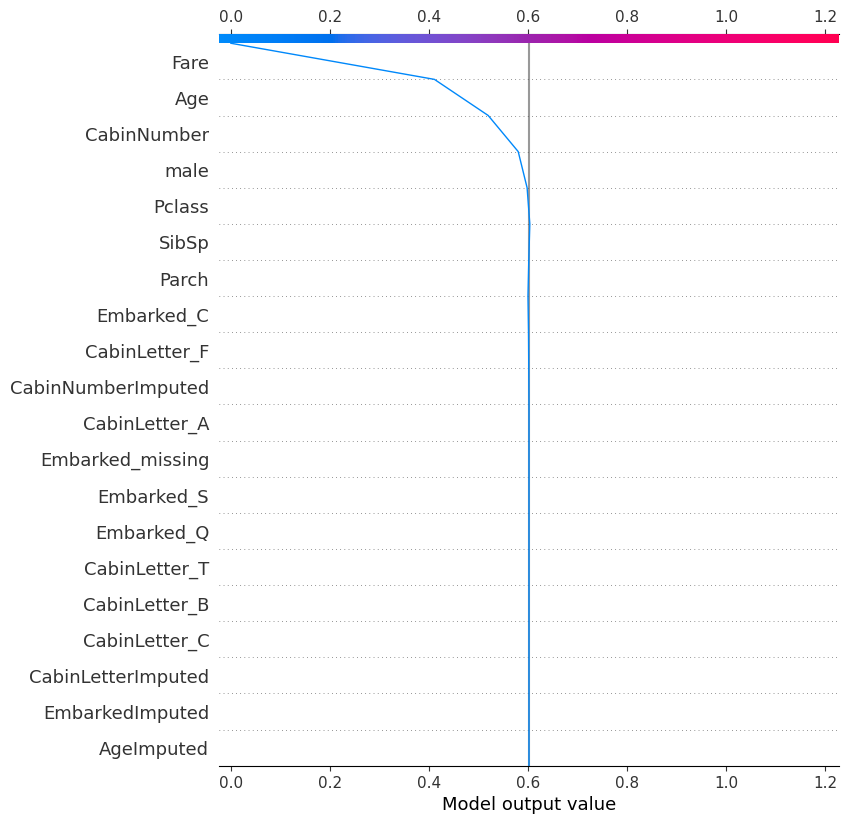 0.0 0.2 0.4 0.6 0.8 1.0 1.2
Fare
Age
CabinNumber
male
Pclass
SibSp
Parch
Embarked_C
CabinLetter_F
CabinNumberImputed
CabinLetter_A
Embarked_missing
Embarked_S
Embarked_Q
CabinLetter_T
CabinLetter_B
CabinLetter_C
CabinLetterImputed
EmbarkedImputed
AgeImputed
0.0 0.2 0.4 0.6 0.8 1.0 1.2
Model output value